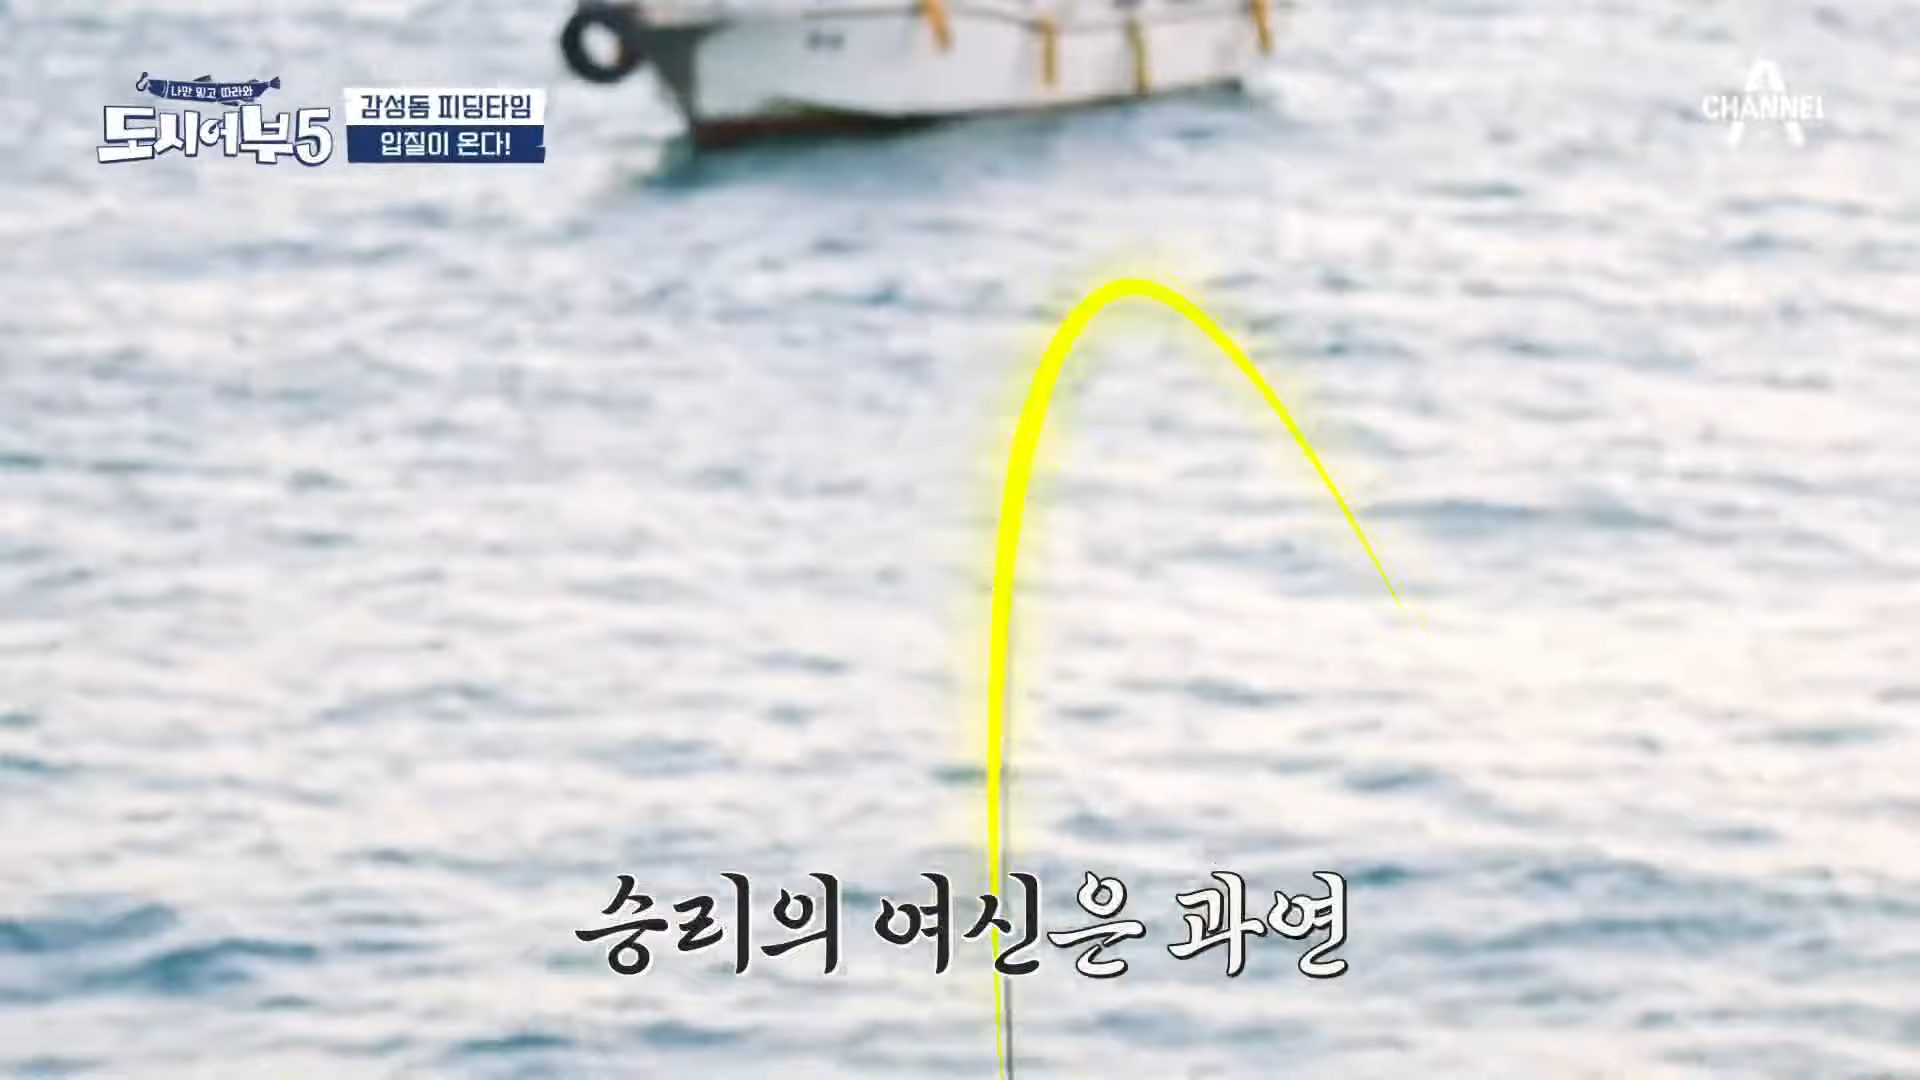 나만 믿고 따라와
도시어부5
감성돔 피딩타임
입질이 온다!
CHANNEL A
승리의 여신은 과연